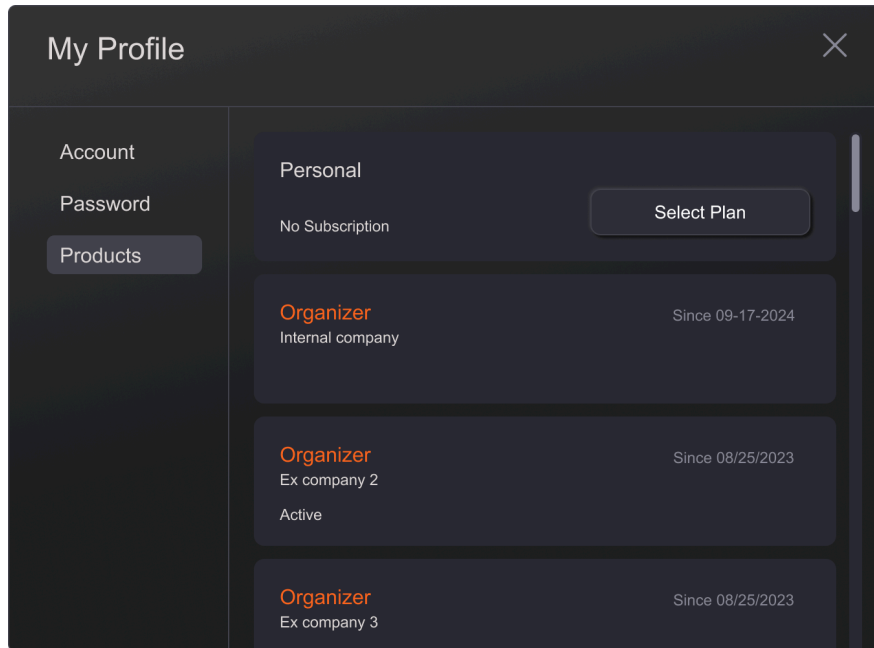 My Profile
Account
Password
Products
Personal
No Subscription
Select Plan
Organizer
Since 09-17-2024
Internal company
Organizer
Since 08/25/2023
Ex company 2
Active
Organizer
Since 08/25/2023
Ex company 3